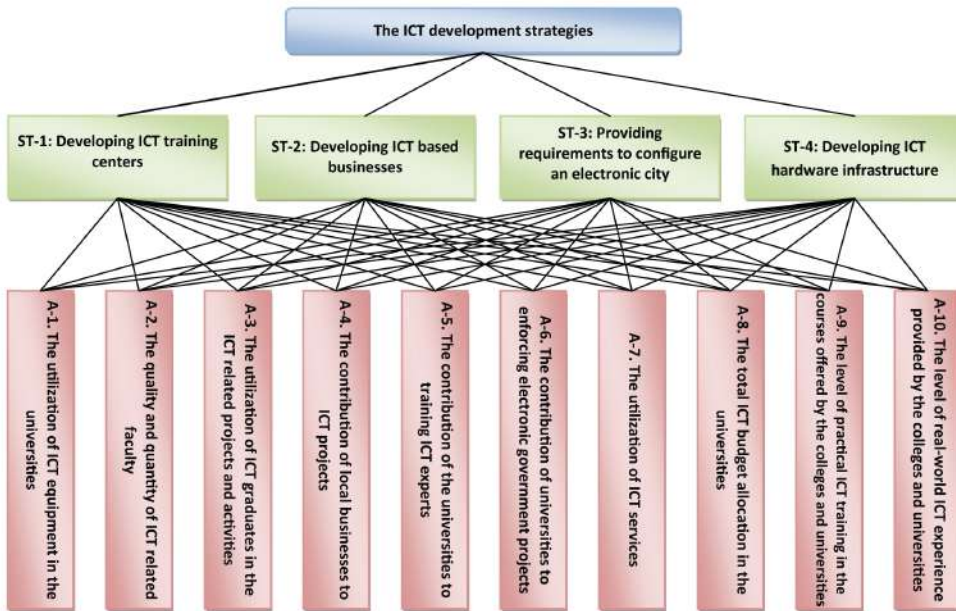 The ICT development strategies
ST-1: Developing ICT training
centers
ST-2: Developing ICT based
businesses
ST-3: Providing
requirements to configure
an electronic city
ST-4: Developing ICT
hardware infrastructure
A-1. The utilization of ICT equipment in the
universities
A-2. The quality and quantity of ICT related
faculty
A-3. The utilization of ICT graduates in the
ICT related projects and activities
A-4. The contribution of local businesses to
ICT projects
A-5. The contribution of the universities to
training ICT experts
A-6. The contribution of universities to
enforcing electronic government projects
A-7. The utilization of ICT services
A-8. The total ICT budget allocation in the
universities
A-9. The level of practical ICT training in the
courses offered by the colleges and universities
A-10. The level of real-world ICT experience
provided by the colleges and universities